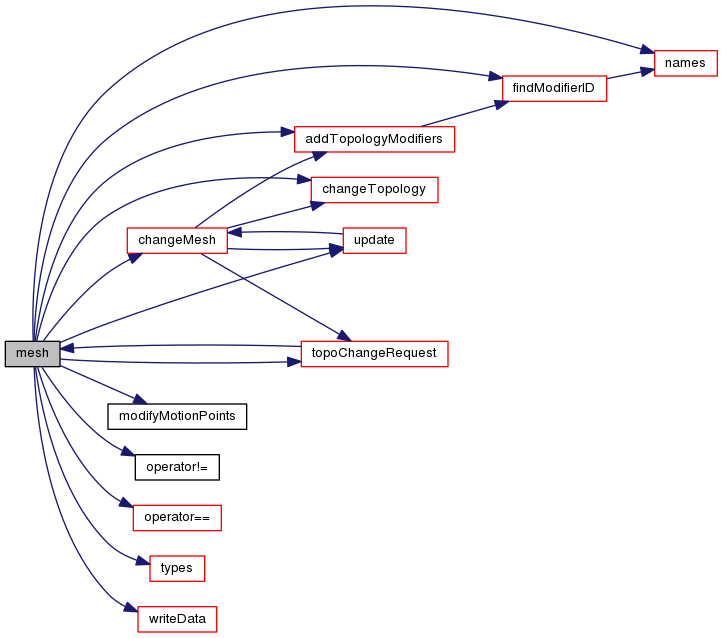 names
findModifierID
addTopologyModifiers
changeTopology
changeMesh
update
mesh
topoChangeRequest
modifyMotionPoints
operator!=
operator==
types
writeData